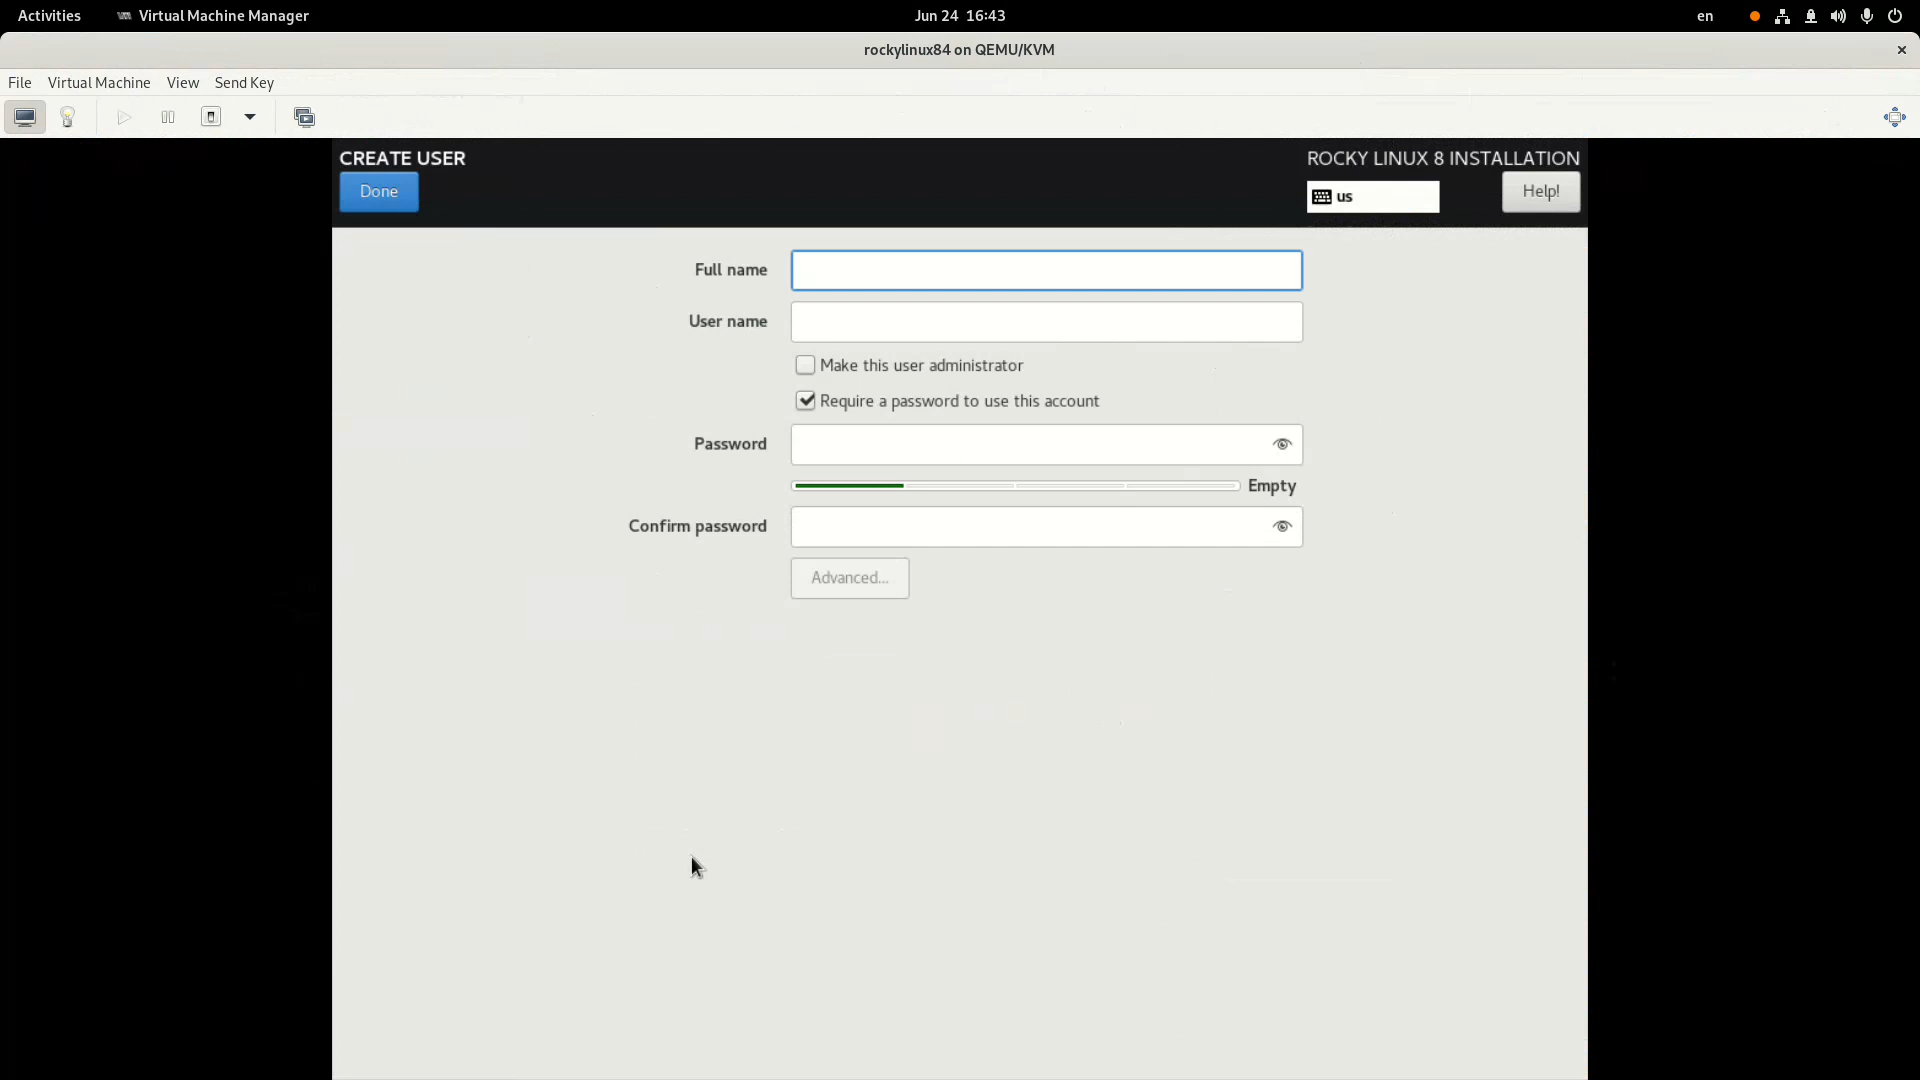 Activities Virtual Machine Manager Jun 24 16:43 en
rockylinux84 on QEMU/KVM
File Virtual Machine View Send Key
CREATE USER ROCKY LINUX 8 INSTALLATION
Done us Help!
Full name
User name
Make this user administrator
Require a password to use this account
Password
Empty
Confirm password
Advanced...